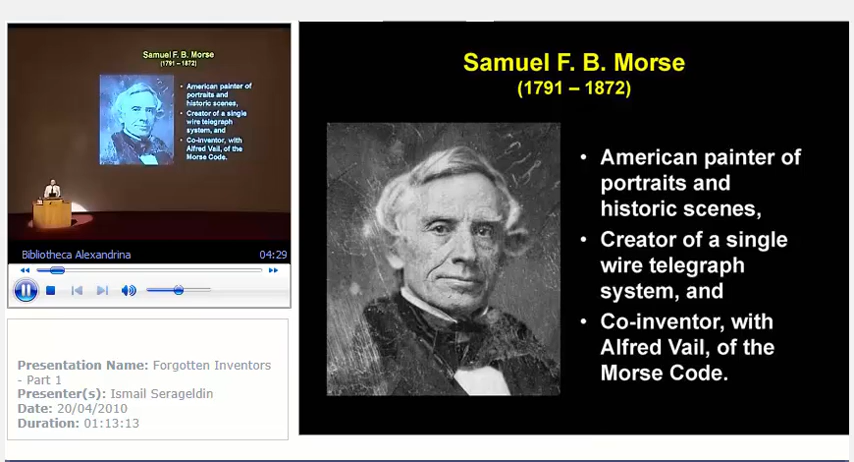 Samuel F. B. Morse
(1791 – 1872)
• American painter of
portraits and
historic scenes,
• Creator of a single
wire telegraph
system, and
• Co-inventor, with
Alfred Vail, of the
Morse Code.
Bibliotheca Alexandrina 04:29
Presentation Name: Forgotten Inventors
- Part 1
Presenter(s): Ismail Serageldin
Date: 20/04/2010
Duration: 01:13:13
Samuel F. B. Morse
(1791 – 1872)
• American painter of
portraits and
historic scenes,
• Creator of a single
wire telegraph
system, and
• Co-inventor, with
Alfred Vail, of the
Morse Code.